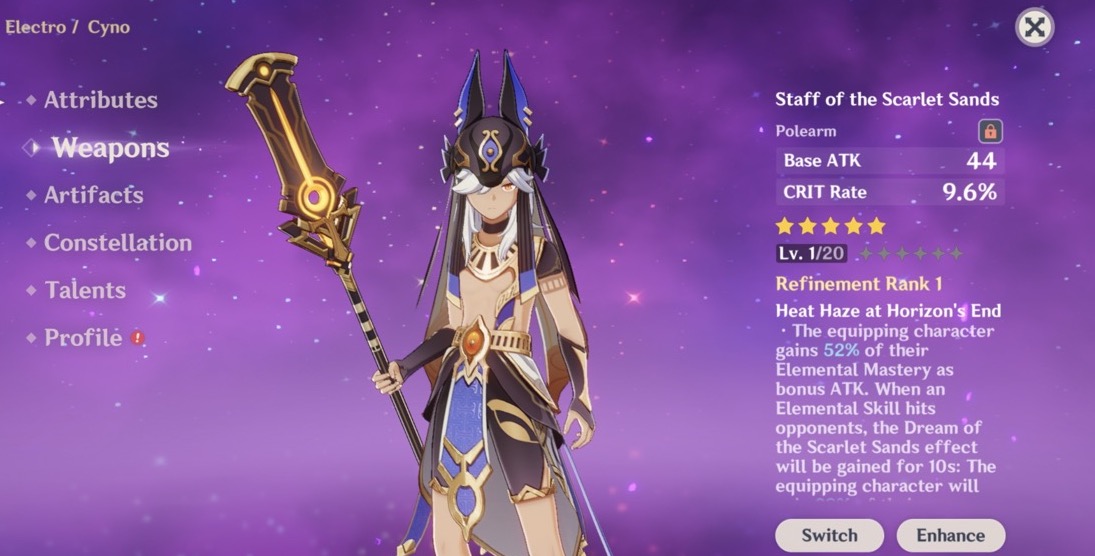 Electro / Cyno
Attributes
Weapons
Artifacts
Constellation
Talents
Profile
Staff of the Scarlet Sands
Polearm
Base ATK 44
CRIT Rate 9.6%
Lv. 1/20
Refinement Rank 1
Heat Haze at Horizon's End
· The equipping character
gains 52% of their
Elemental Mastery as
bonus ATK. When an
Elemental Skill hits
opponents, the Dream of
the Scarlet Sands effect
will be gained for 10s: The
equipping character will
Switch Enhance